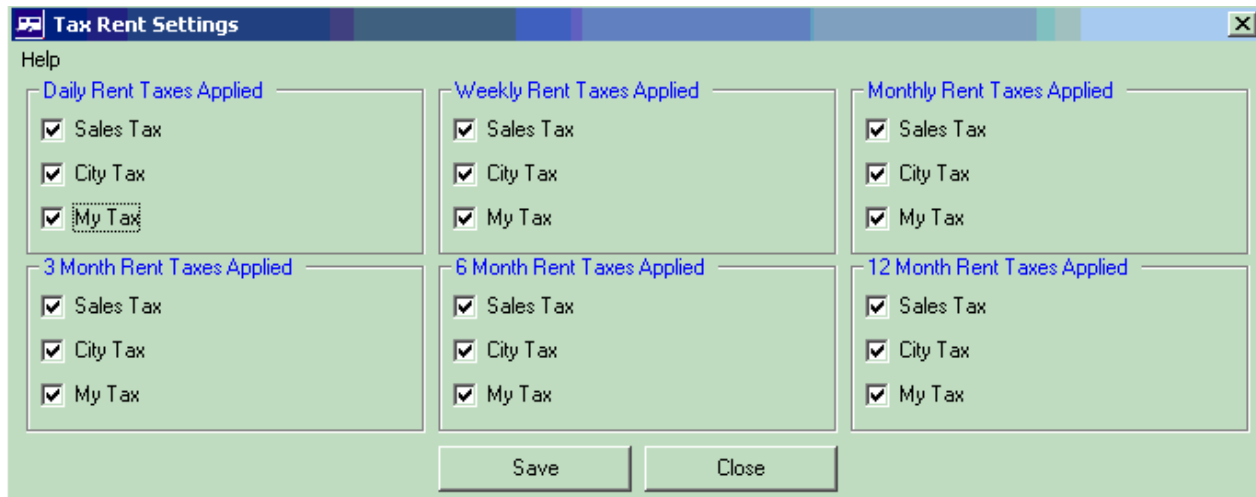 Tax Rent Settings
Help
Daily Rent Taxes Applied
Sales Tax
City Tax
My Tax
Weekly Rent Taxes Applied
Sales Tax
City Tax
My Tax
Monthly Rent Taxes Applied
Sales Tax
City Tax
My Tax
3 Month Rent Taxes Applied
Sales Tax
City Tax
My Tax
6 Month Rent Taxes Applied
Sales Tax
City Tax
My Tax
12 Month Rent Taxes Applied
Sales Tax
City Tax
My Tax
Save
Close